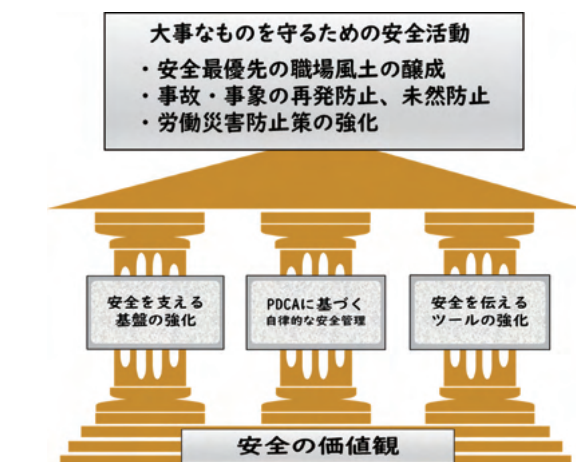 大事なものを守るための安全活動
・安全最優先の職場風土の醸成
・事故・事象の再発防止、未然防止
・労働災害防止策の強化
安全を支える
基盤の強化
PDCAに基づく
自律的な安全管理
安全を伝える
ツールの強化
安全の価値観